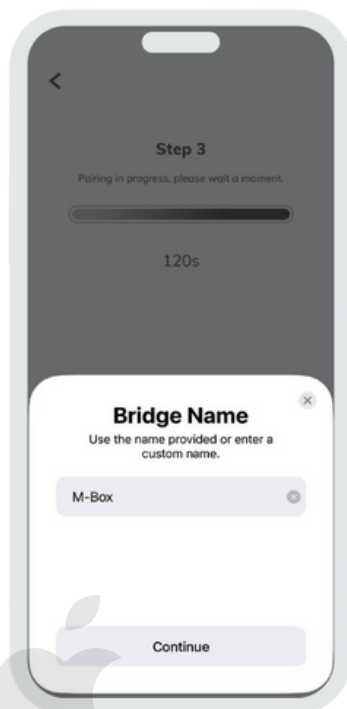 Step 3
Pairing in progress, please wait a moment.
120s
Bridge Name
Use the name provided or enter a
custom name.
M-Box
Continue